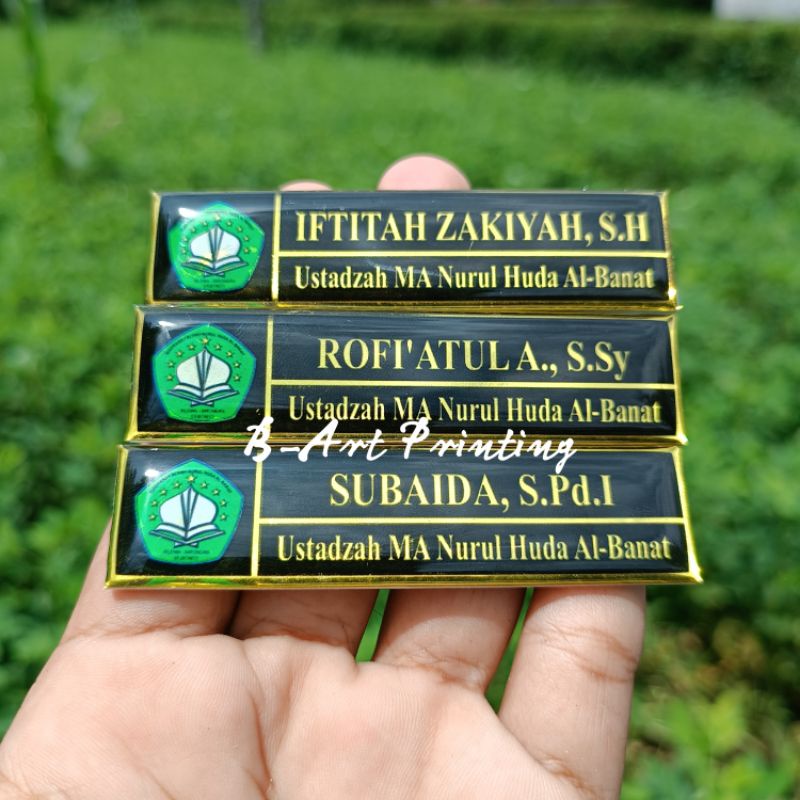 IFTITAH ZAKIYAH, S.H
Ustadzah MA Nurul Huda Al-Banat
ROFI'ATUL A., S.Sy
Ustadzah MA Nurul Huda Al-Banat
B-Art Printing
SUBAIDA, S.Pd.I
Ustadzah MA Nurul Huda Al-Banat